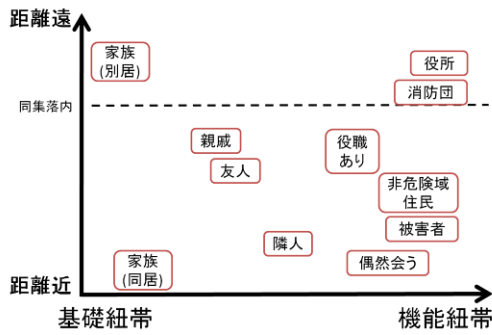 距離遠
家族
(別居)
役所
消防団
同集落内
親戚
役職
あり
友人
非危険域
住民
被害者
隣人
偶然会う
家族
(同居)
距離近
基礎紐帯
機能紐帯